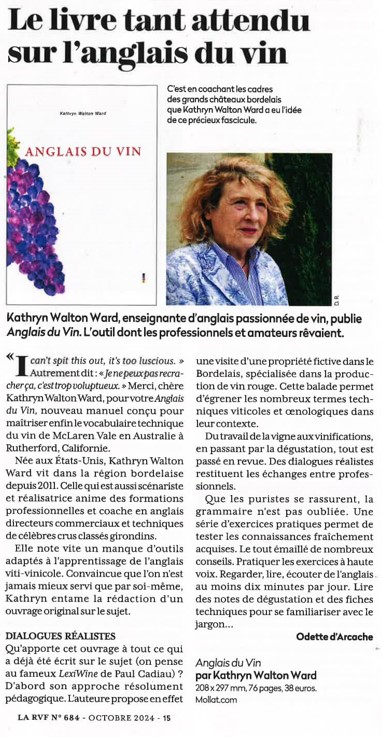 Le livre tant attendu
sur l'anglais du vin
Kathryn Walton Ward
ANGLAIS DU VIN
C'est en coachant les cadres
des grands châteaux bordelais
que Kathryn Walton Ward a eu l'idée
de ce précieux fascicule.
D.R.
Kathryn Walton Ward, enseignante d'anglais passionnée de vin, publie
Anglais du Vin. L'outil dont les professionnels et amateurs rêvaient.
« I can't spit this out, it's too luscious. »
Autrement dit : « Je ne peux pas recra-
cher ça, c'est trop voluptueux. » Merci, chère
Kathryn Walton Ward, pour votre Anglais
du Vin, nouveau manuel conçu pour
maîtriser enfin le vocabulaire technique
du vin de McLaren Vale en Australie à
Rutherford, Californie.
Née aux États-Unis, Kathryn Walton
Ward vit dans la région bordelaise
depuis 2011. Celle qui est aussi scénariste
et réalisatrice anime des formations
professionnelles et coache en anglais
directeurs commerciaux et techniques
de célèbres crus classés girondins.
Elle note vite un manque d'outils
adaptés à l'apprentissage de l'anglais
viti-vinicole. Convaincue que l'on n'est
jamais mieux servi que par soi-même,
Kathryn entame la rédaction d'un
ouvrage original sur le sujet.
DIALOGUES RÉALISTES
Qu'apporte cet ouvrage à tout ce qui
a déjà été écrit sur le sujet (on pense
au fameux LexiWine de Paul Cadiau) ?
D'abord son approche résolument
pédagogique. L'auteure propose en effet
une visite d'une propriété fictive dans le
Bordelais, spécialisée dans la produc-
tion de vin rouge. Cette balade permet
d'égrener les nombreux termes tech-
niques viticoles et œnologiques dans
leur contexte.
Du travail de la vigne aux vinifications,
en passant par la dégustation, tout est
passé en revue. Des dialogues réalistes
restituent les échanges entre profes-
sionnels.
Que les puristes se rassurent, la
grammaire n'est pas oubliée. Une
série d'exercices pratiques permet de
tester les connaissances fraîchement
acquises. Le tout émaillé de nombreux
conseils. Pratiquer les exercices à haute
voix. Regarder, lire, écouter de l'anglais
au moins dix minutes par jour. Lire
des notes de dégustation et des fiches
techniques pour se familiariser avec le
jargon…
Odette d'Arcache
Anglais du Vin
par Kathryn Walton Ward
208 x 297 mm, 76 pages, 38 euros.
Mollat.com
LA RVF N° 684 - OCTOBRE 2024 - 15